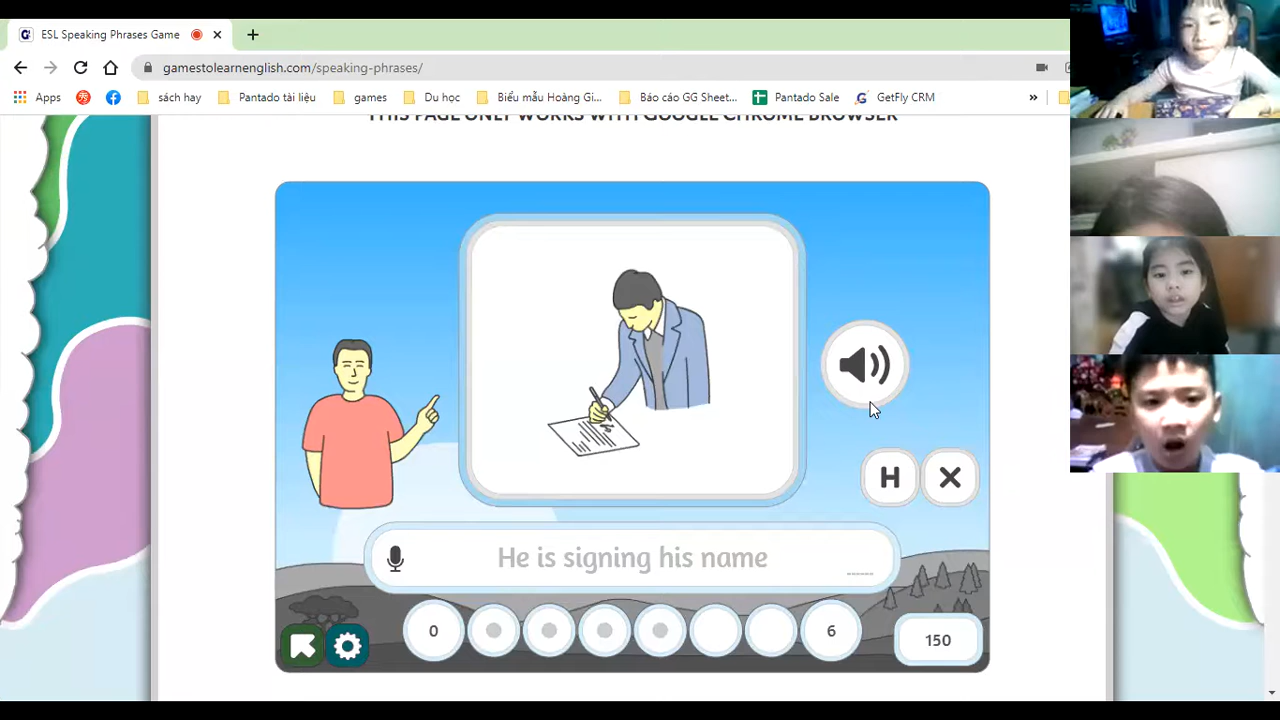 ESL Speaking Phrases Game
gamestolearnenglish.com/speaking-phrases/
Apps
sách hay
Pantado tài liệu
games
Du học
Biểu mẫu Hoàng Gi...
Báo cáo GG Sheet...
Pantado Sale
GetFly CRM
»
THIS PAGE ONLY WORKS WITH GOOGLE CHROME BROWSER
H
He is signing his name
0
6
150